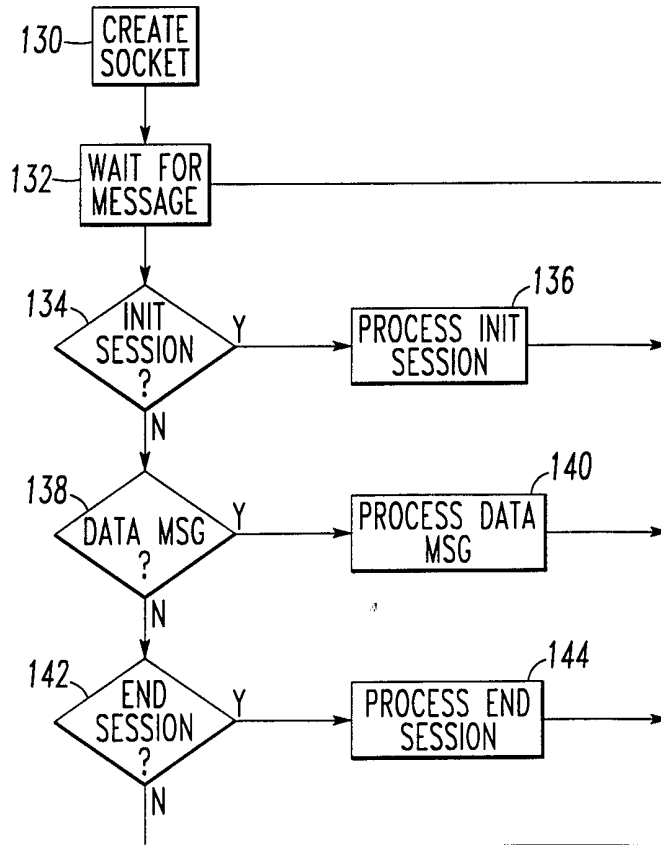 130
CREATE
SOCKET
132
WAIT FOR
MESSAGE
134
INIT
SESSION
?
Y
N
136
PROCESS INIT
SESSION
138
DATA MSG
?
Y
N
140
PROCESS DATA
MSG
142
END
SESSION
?
Y
N
144
PROCESS END
SESSION